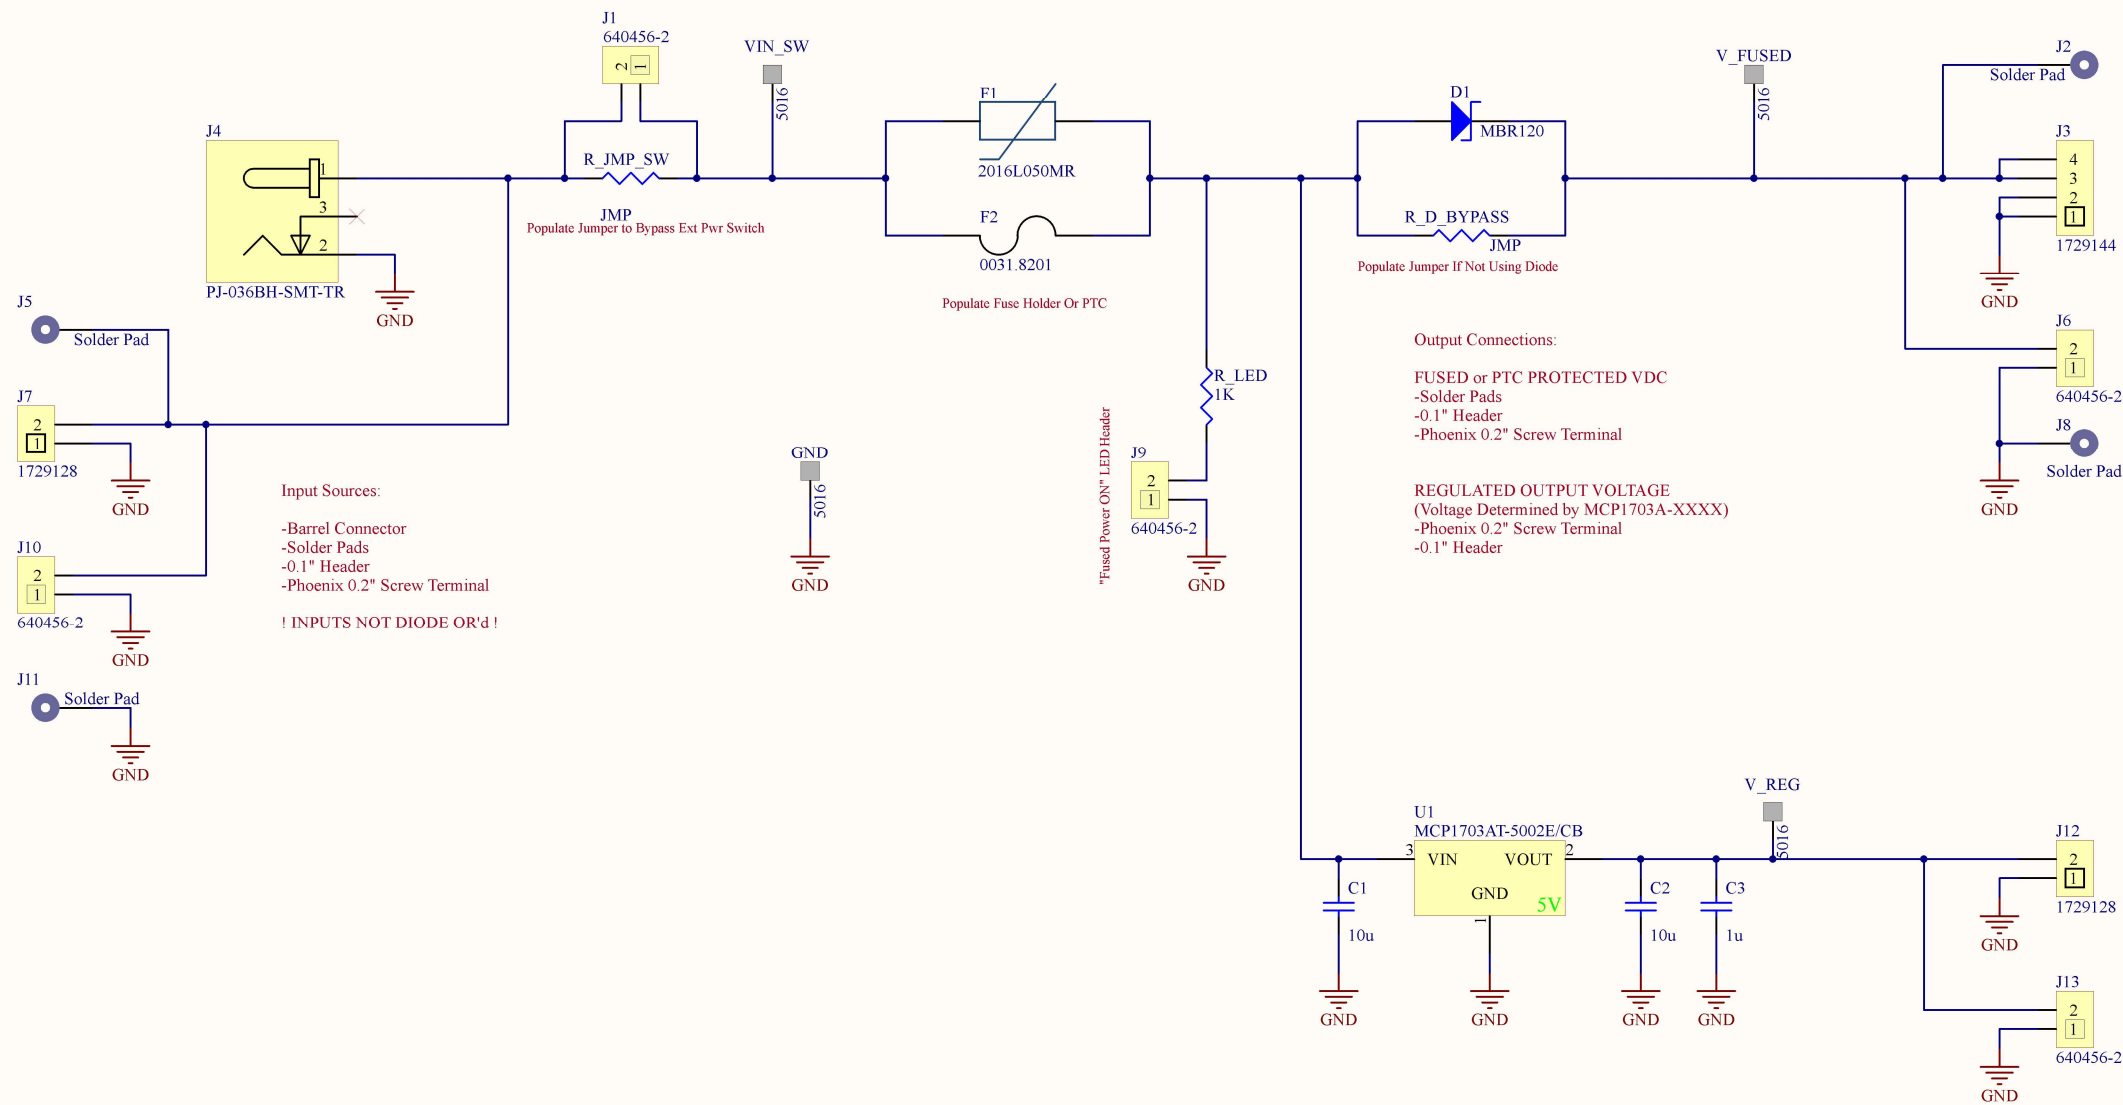 J1
640456-2
2
1
VIN_SW
5016
J4
1
3
2
PJ-036BH-SMT-TR
GND
R_JMP_SW
JMP
Populate Jumper to Bypass Ext Pwr Switch
F1
2016L050MR
F2
0031.8201
Populate Fuse Holder Or PTC
D1
MBR120
R_D_BYPASS
JMP
Populate Jumper If Not Using Diode
V_FUSED
5016
J2
Solder Pad
J3
4
3
2
1
1729144
GND
J5
Solder Pad
J7
2
1
1729128
GND
J10
2
1
640456-2
GND
J11
Solder Pad
GND
Input Sources:
-Barrel Connector
-Solder Pads
-0.1" Header
-Phoenix 0.2" Screw Terminal
! INPUTS NOT DIODE OR'd !
GND
5016
GND
R_LED
1K
"Fused Power ON" LED Header
J9
2
1
640456-2
GND
Output Connections:
FUSED or PTC PROTECTED VDC
-Solder Pads
-0.1" Header
-Phoenix 0.2" Screw Terminal
REGULATED OUTPUT VOLTAGE
(Voltage Determined by MCP1703A-XXXX)
-Phoenix 0.2" Screw Terminal
-0.1" Header
J6
2
1
640456-2
J8
Solder Pad
GND
U1
MCP1703AT-5002E/CB
3
VIN
VOUT
2
GND
5V
1
GND
C1
10u
GND
C2
10u
GND
C3
1u
GND
V_REG
5016
J12
2
1
1729128
GND
J13
2
1
640456-2
GND